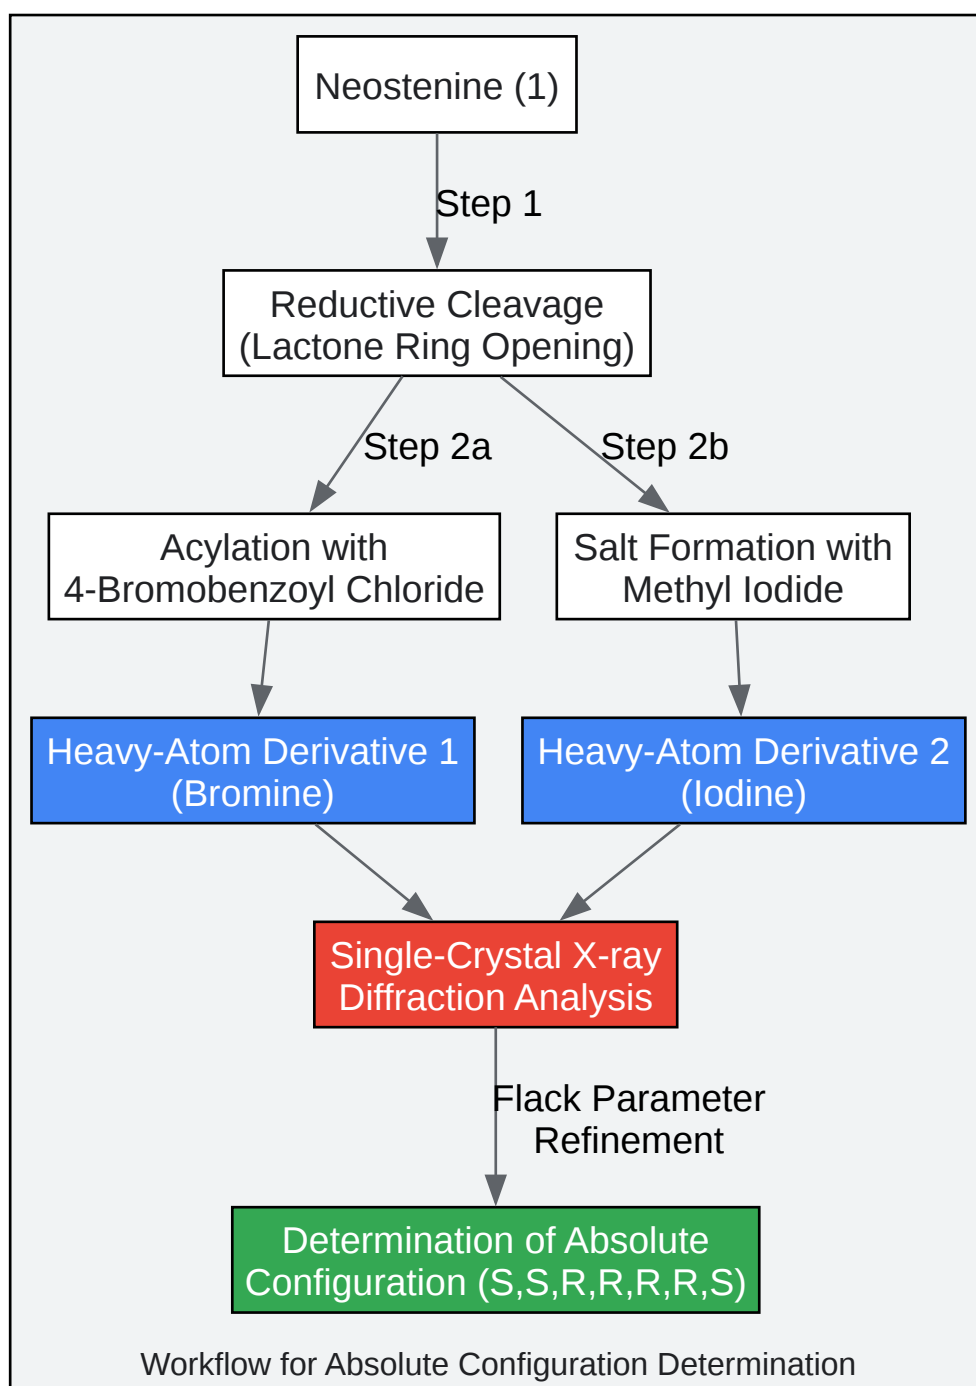 Neostenine (1)
Step 1
Reductive Cleavage
(Lactone Ring Opening)
Step 2a
Step 2b
Acylation with
4-Bromobenzoyl Chloride
Salt Formation with
Methyl Iodide
Heavy-Atom Derivative 1
(Bromine)
Heavy-Atom Derivative 2
(Iodine)
Single-Crystal X-ray
Diffraction Analysis
Flack Parameter
Refinement
Determination of Absolute
Configuration (S,S,R,R,R,R,S)
Workflow for Absolute Configuration Determination